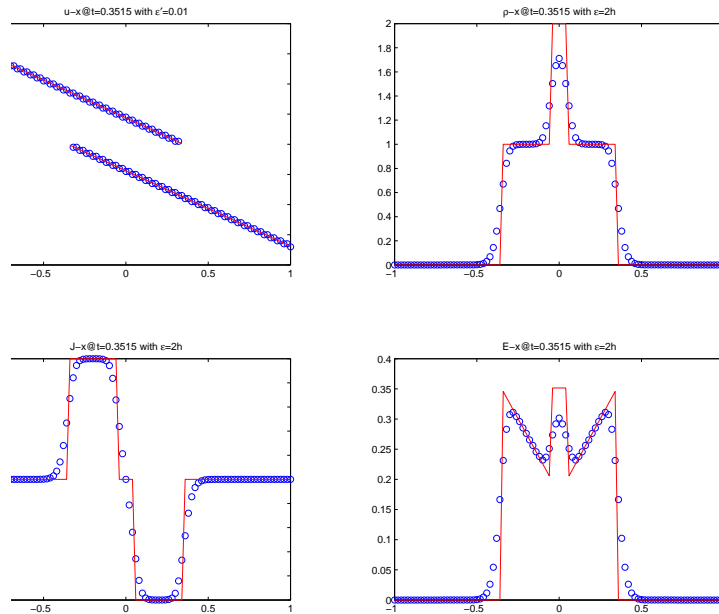 u−x@t=0.3515 with ε′=0.01
−0.5 0 0.5 1
ρ−x@t=0.3515 with ε=2h
2
1.8
1.6
1.4
1.2
1
0.8
0.6
0.4
0.2
0
−1 −0.5 0 0.5
J−x@t=0.3515 with ε=2h
−0.5 0 0.5 1
E−x@t=0.3515 with ε=2h
0.4
0.35
0.3
0.25
0.2
0.15
0.1
0.05
0
−1 −0.5 0 0.5